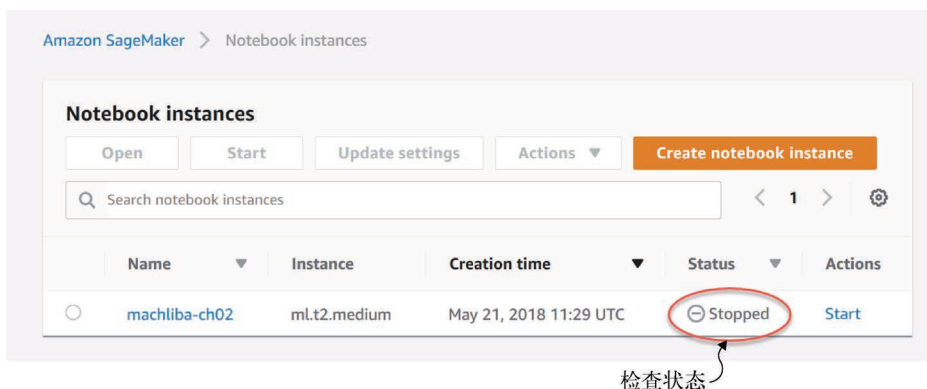 Amazon SageMaker > Notebook instances
Notebook instances
Open Start Update settings Actions Create notebook instance
Search notebook instances < 1 >
Name Instance Creation time Status Actions
machliba-ch02 ml.t2.medium May 21, 2018 11:29 UTC Stopped Start
检查状态